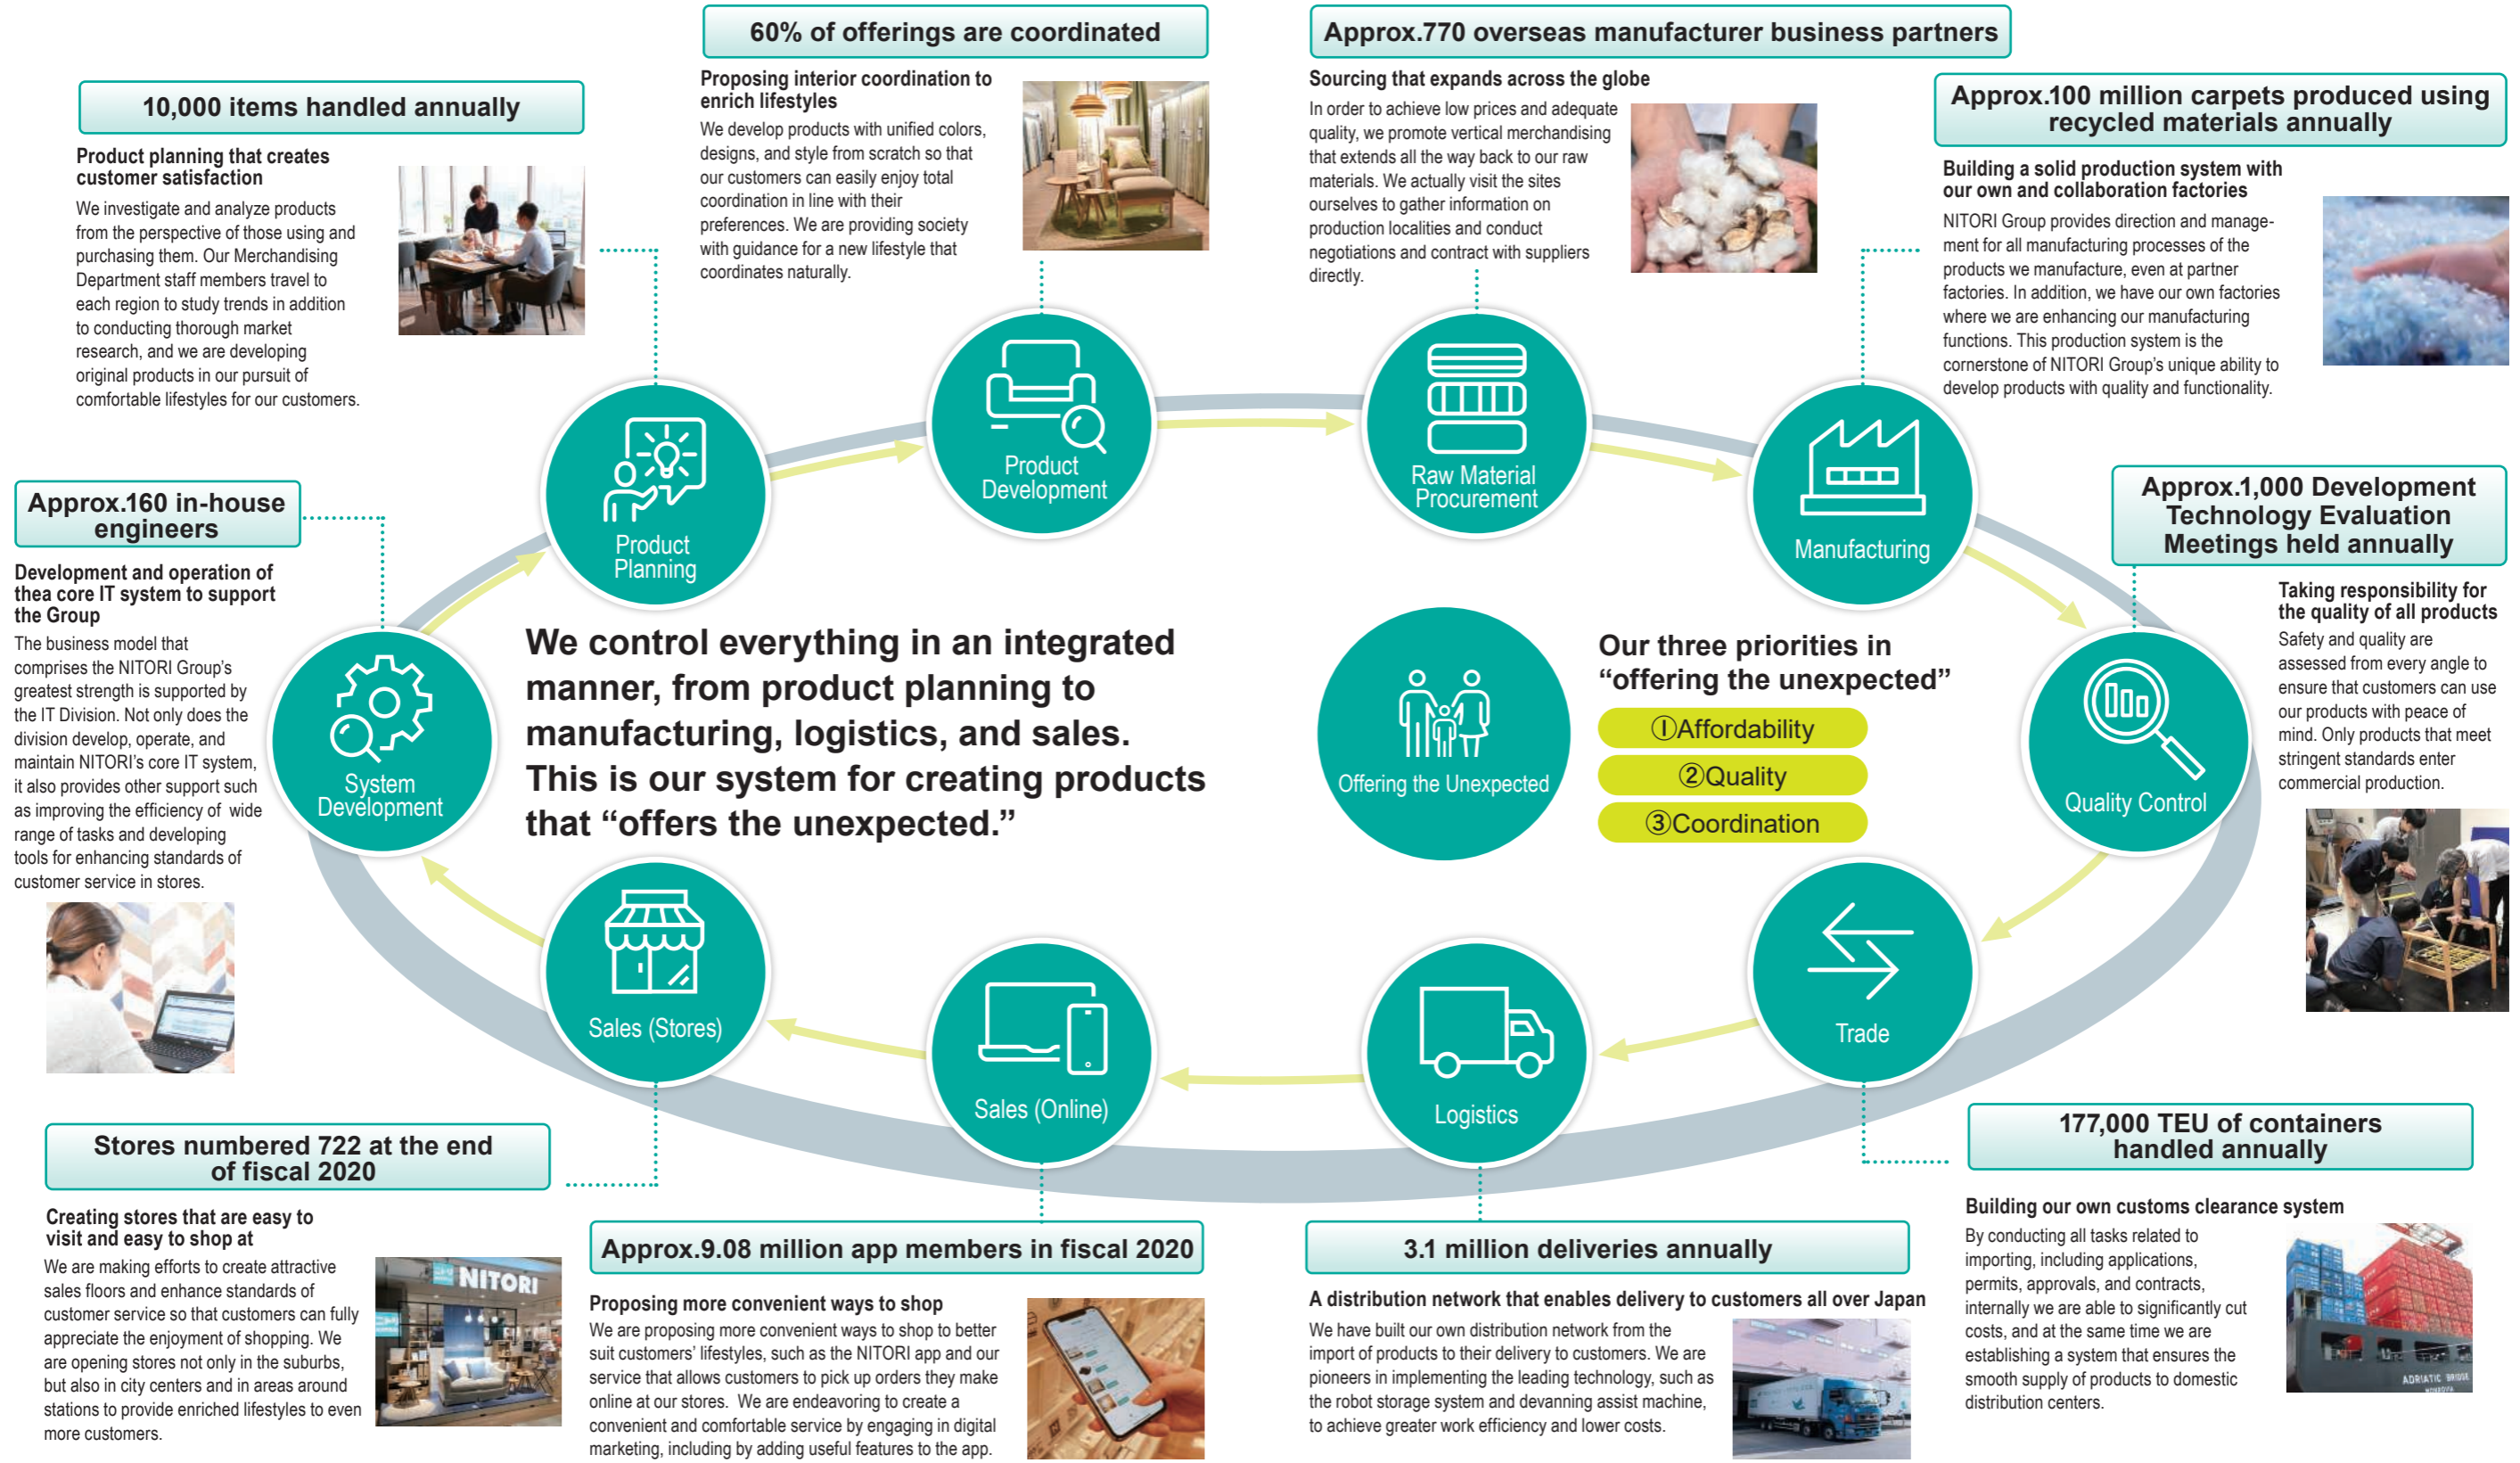 10,000 items handled annually
Product planning that creates
customer satisfaction
We investigate and analyze products
from the perspective of those using and
purchasing them. Our Merchandising
Department staff members travel to
each region to study trends in addition
to conducting thorough market
research, and we are developing
original products in our pursuit of
comfortable lifestyles for our customers.
60% of offerings are coordinated
Proposing interior coordination to
enrich lifestyles
We develop products with unified colors,
designs, and style from scratch so that
our customers can easily enjoy total
coordination in line with their
preferences. We are providing society
with guidance for a new lifestyle that
coordinates naturally.
Approx.770 overseas manufacturer business partners
Sourcing that expands across the globe
In order to achieve low prices and adequate
quality, we promote vertical merchandising
that extends all the way back to our raw
materials. We actually visit the sites
ourselves to gather information on
production localities and conduct
negotiations and contract with suppliers
directly.
Approx.100 million carpets produced using
recycled materials annually
Building a solid production system with
our own and collaboration factories
NITORI Group provides direction and manage-
ment for all manufacturing processes of the
products we manufacture, even at partner
factories. In addition, we have our own factories
where we are enhancing our manufacturing
functions. This production system is the
cornerstone of NITORI Group's unique ability to
develop products with quality and functionality.
Approx.160 in-house
engineers
Development and operation of
thea core IT system to support
the Group
The business model that
comprises the NITORI Group's
greatest strength is supported by
the IT Division. Not only does the
division develop, operate, and
maintain NITORI's core IT system,
it also provides other support such
as improving the efficiency of wide
range of tasks and developing
tools for enhancing standards of
customer service in stores.
Product
Planning
Product
Development
Raw Material
Procurement
Manufacturing
Approx.1,000 Development
Technology Evaluation
Meetings held annually
Taking responsibility for
the quality of all products
Safety and quality are
assessed from every angle to
ensure that customers can use
our products with peace of
mind. Only products that meet
stringent standards enter
commercial production.
System
Development
We control everything in an integrated
manner, from product planning to
manufacturing, logistics, and sales.
This is our system for creating products
that “offers the unexpected.”
Offering the Unexpected
Our three priorities in
“offering the unexpected”
①Affordability
②Quality
③Coordination
Quality Control
Sales (Stores)
Sales (Online)
Logistics
Trade
Stores numbered 722 at the end
of fiscal 2020
Creating stores that are easy to
visit and easy to shop at
We are making efforts to create attractive
sales floors and enhance standards of
customer service so that customers can fully
appreciate the enjoyment of shopping. We
are opening stores not only in the suburbs,
but also in city centers and in areas around
stations to provide enriched lifestyles to even
more customers.
NITORI
Approx.9.08 million app members in fiscal 2020
Proposing more convenient ways to shop
We are proposing more convenient ways to shop to better
suit customers' lifestyles, such as the NITORI app and our
service that allows customers to pick up orders they make
online at our stores. We are endeavoring to create a
convenient and comfortable service by engaging in digital
marketing, including by adding useful features to the app.
3.1 million deliveries annually
A distribution network that enables delivery to customers all over Japan
We have built our own distribution network from the
import of products to their delivery to customers. We are
pioneers in implementing the leading technology, such as
the robot storage system and devanning assist machine,
to achieve greater work efficiency and lower costs.
177,000 TEU of containers
handled annually
Building our own customs clearance system
By conducting all tasks related to
importing, including applications,
permits, approvals, and contracts,
internally we are able to significantly cut
costs, and at the same time we are
establishing a system that ensures the
smooth supply of products to domestic
distribution centers.
ADRIATIC BRIDGE
MONROVIA